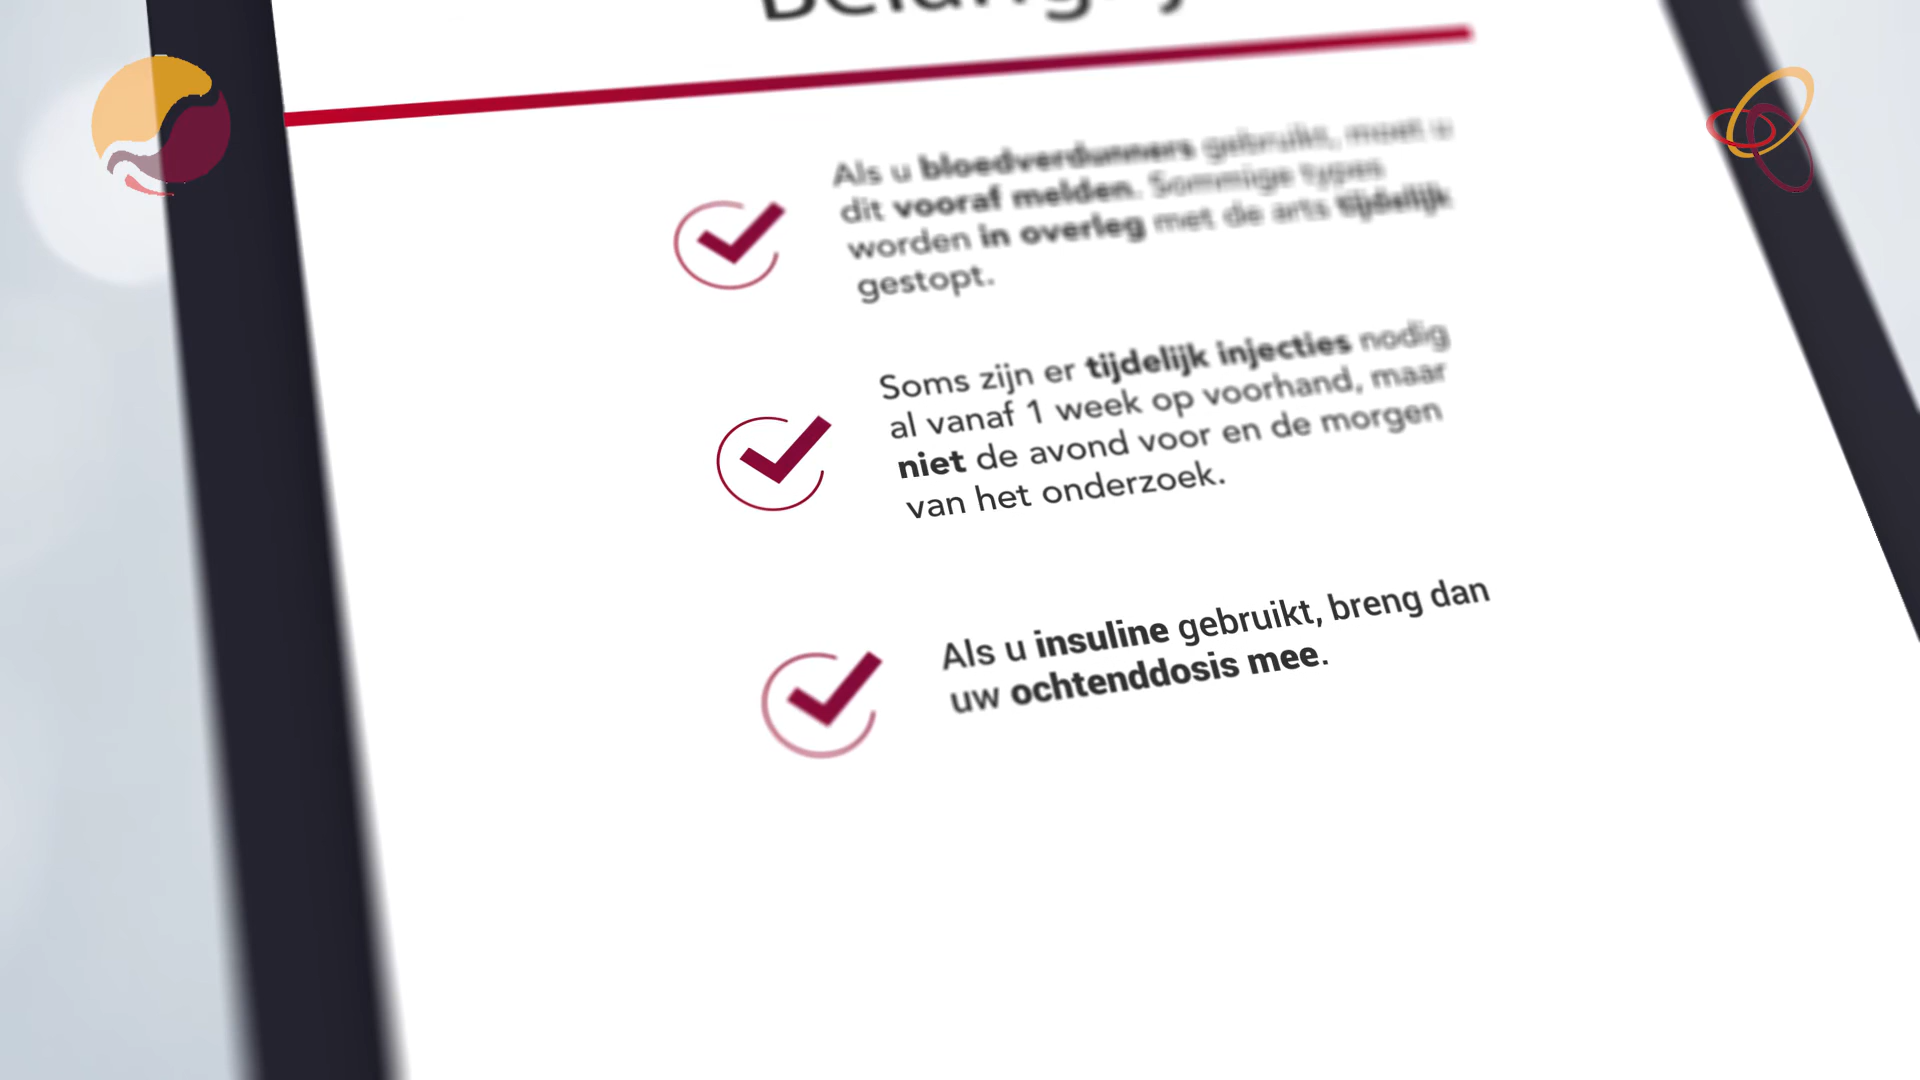 Als u bloedverdunners gebruikt, moet u
dit vooraf melden. Sommige types
worden in overleg met de arts tijdelijk
gestopt.
Soms zijn er tijdelijk injecties nodig
al vanaf 1 week op voorhand, maar
niet de avond voor en de morgen
van het onderzoek.
Als u insuline gebruikt, breng dan
uw ochtenddosis mee.